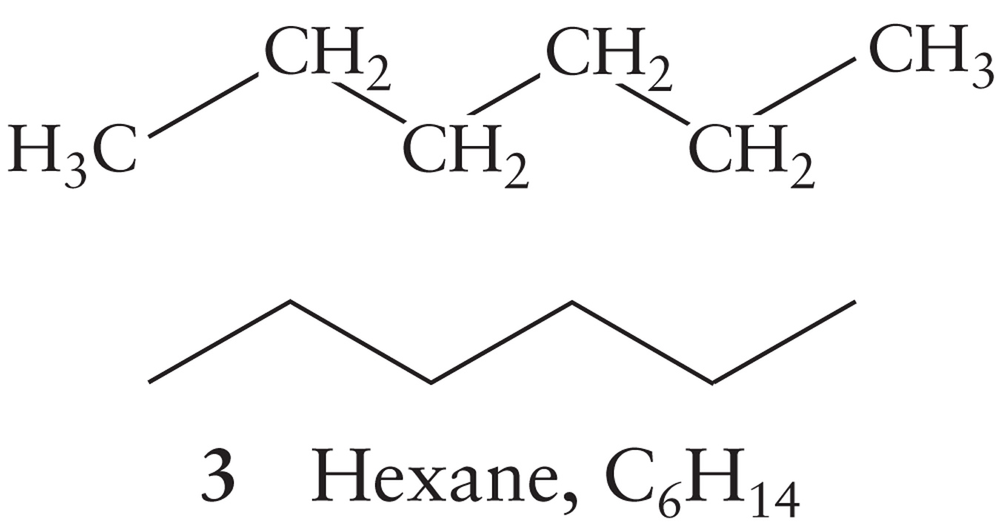 CH₂ CH₂ CH₃
H₃C CH₂ CH₂
3 Hexane, C₆H₁₄